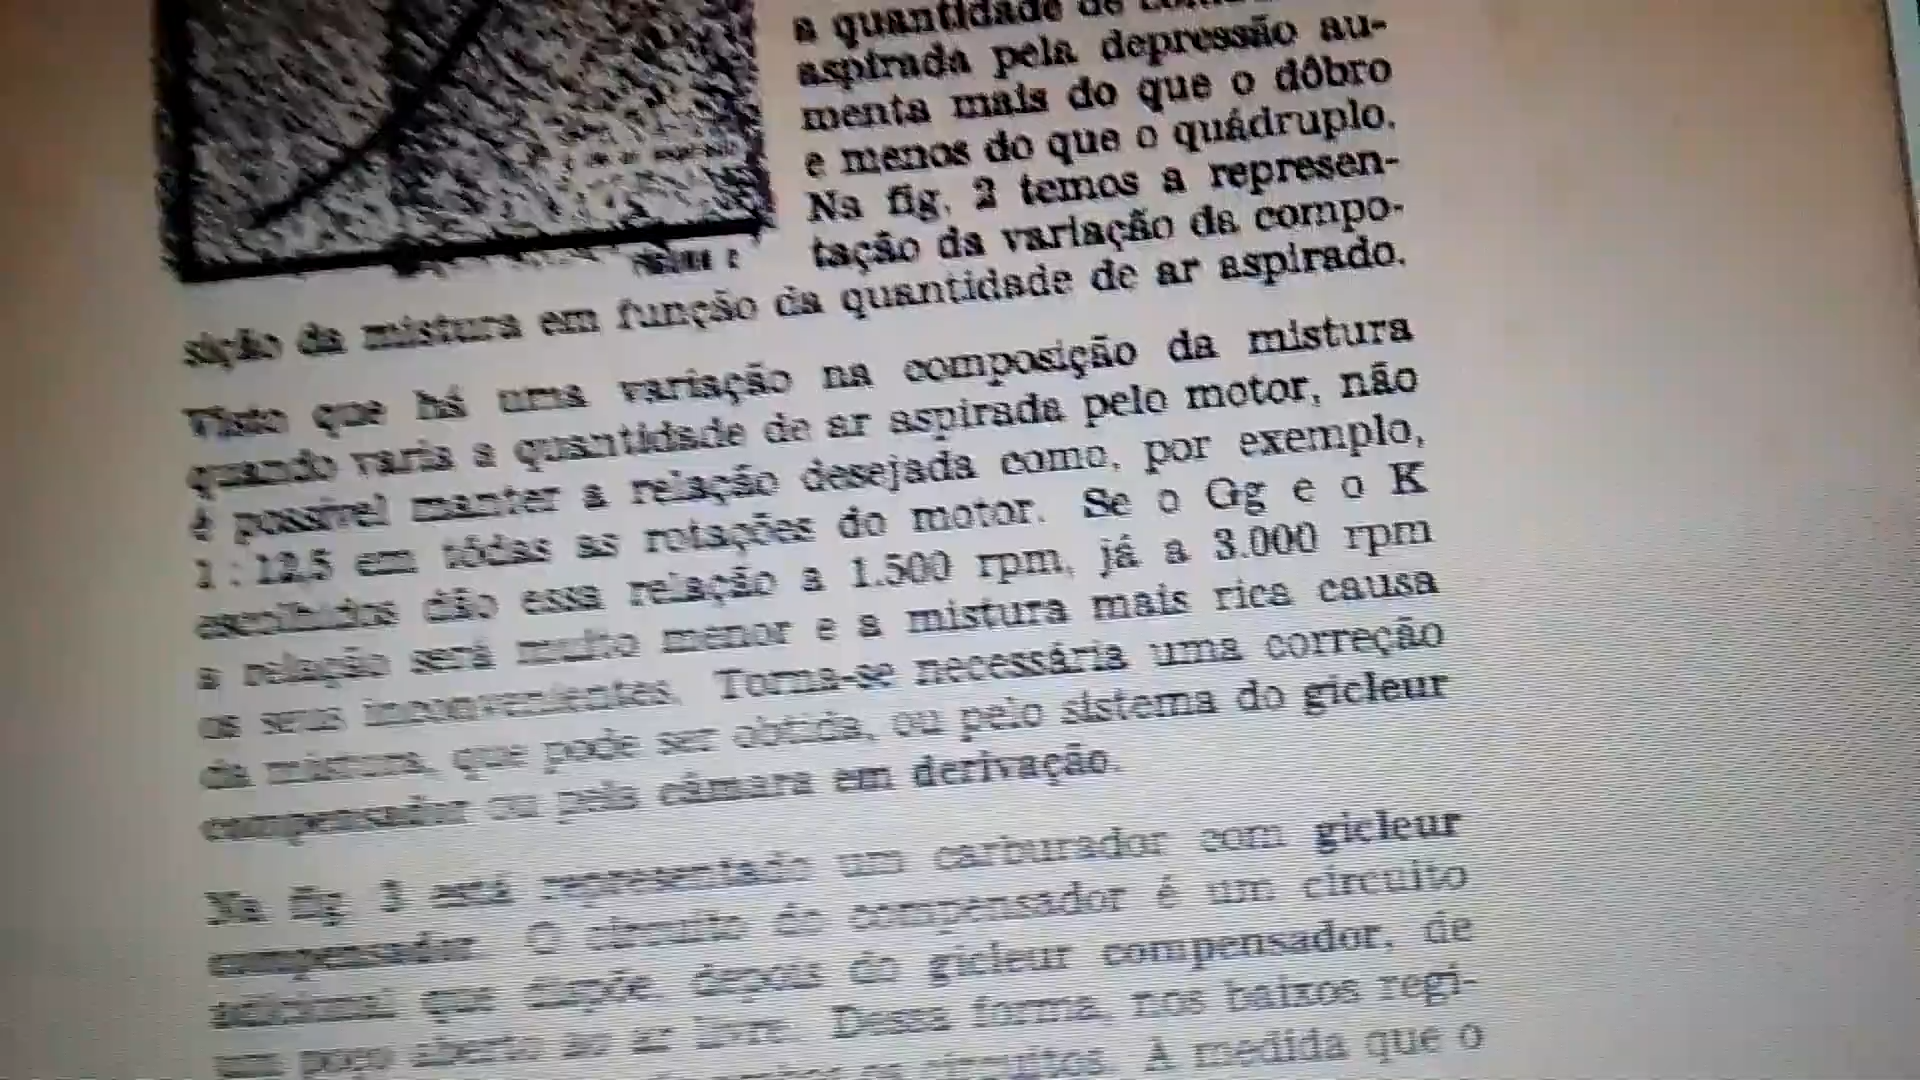 a quantidade de
aspirada pela depressão au-
menta mais do que o dôbro
e menos do que o quádruplo.
Na fig. 2 temos a represen-
tação da variação da compo-
sição da mistura em função da quantidade de ar aspirado.
Visto que há uma variação na composição da mistura
quando varia a quantidade de ar aspirada pelo motor, não
é possível manter a relação desejada como, por exemplo,
1 : 12,5 em tôdas as rotações do motor. Se o Gg e o K
escolhidos dão essa relação a 1.500 rpm, já a 3.000 rpm
a relação será muito menor e a mistura mais rica causa
os seus inconvenientes. Torna-se necessária uma correção
da mistura, que pode ser obtida, ou pelo sistema do gicleur
compensador ou pela câmara em derivação.
Na fig. 3 está representado um carburador com gicleur
compensador. O circuito do compensador é um circuito
adicional que dispõe, depois do gicleur compensador, de
um poço aberto ao ar livre. Dessa forma, nos baixos regi-
os circuitos. A medida que o